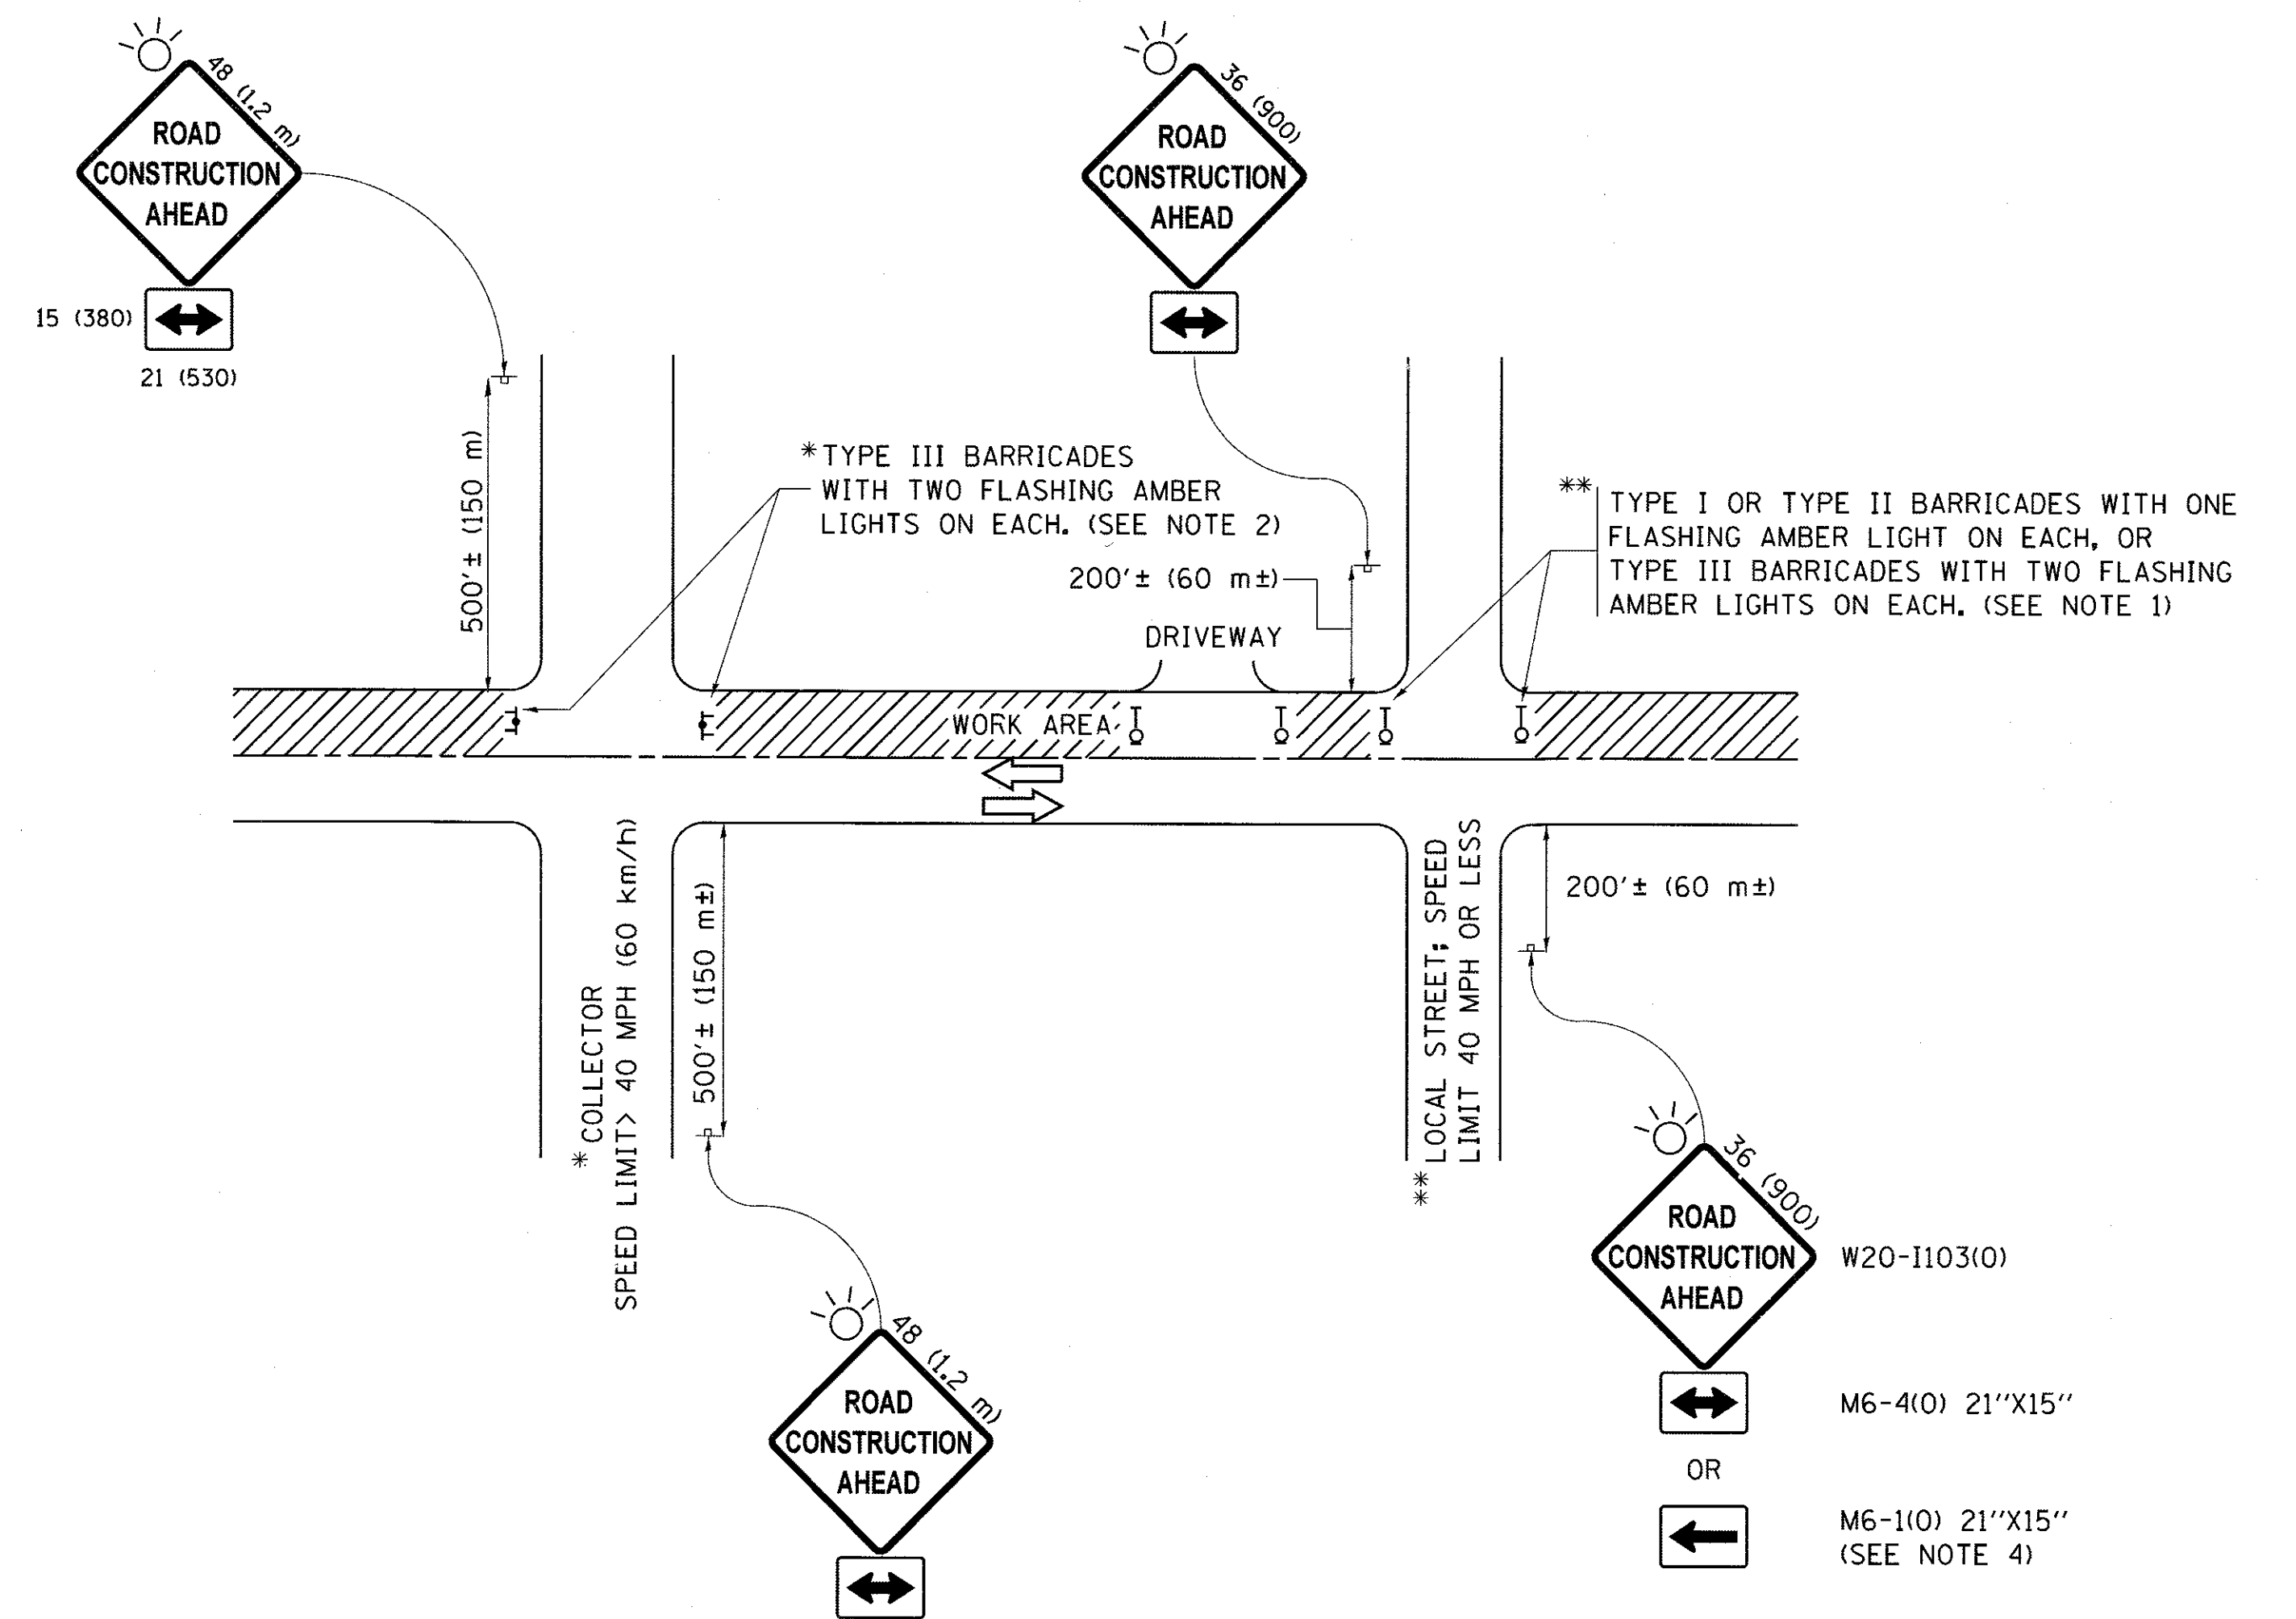 48 (1.2 m)
ROAD
CONSTRUCTION
AHEAD
15 (380)
21 (530)
36 (900)
ROAD
CONSTRUCTION
AHEAD
500'± (150 m)
*TYPE III BARRICADES
WITH TWO FLASHING AMBER
LIGHTS ON EACH. (SEE NOTE 2)
200'± (60 m±)
DRIVEWAY
** TYPE I OR TYPE II BARRICADES WITH ONE
FLASHING AMBER LIGHT ON EACH, OR
TYPE III BARRICADES WITH TWO FLASHING
AMBER LIGHTS ON EACH. (SEE NOTE 1)
WORK AREA
* COLLECTOR
SPEED LIMIT> 40 MPH (60 km/h)
500'± (150 m±)
** LOCAL STREET; SPEED
LIMIT 40 MPH OR LESS
200'± (60 m±)
48 (1.2 m)
ROAD
CONSTRUCTION
AHEAD
36 (900)
ROAD
CONSTRUCTION
AHEAD
W20-I103(O)
M6-4(O) 21"X15"
OR
M6-1(O) 21"X15"
(SEE NOTE 4)